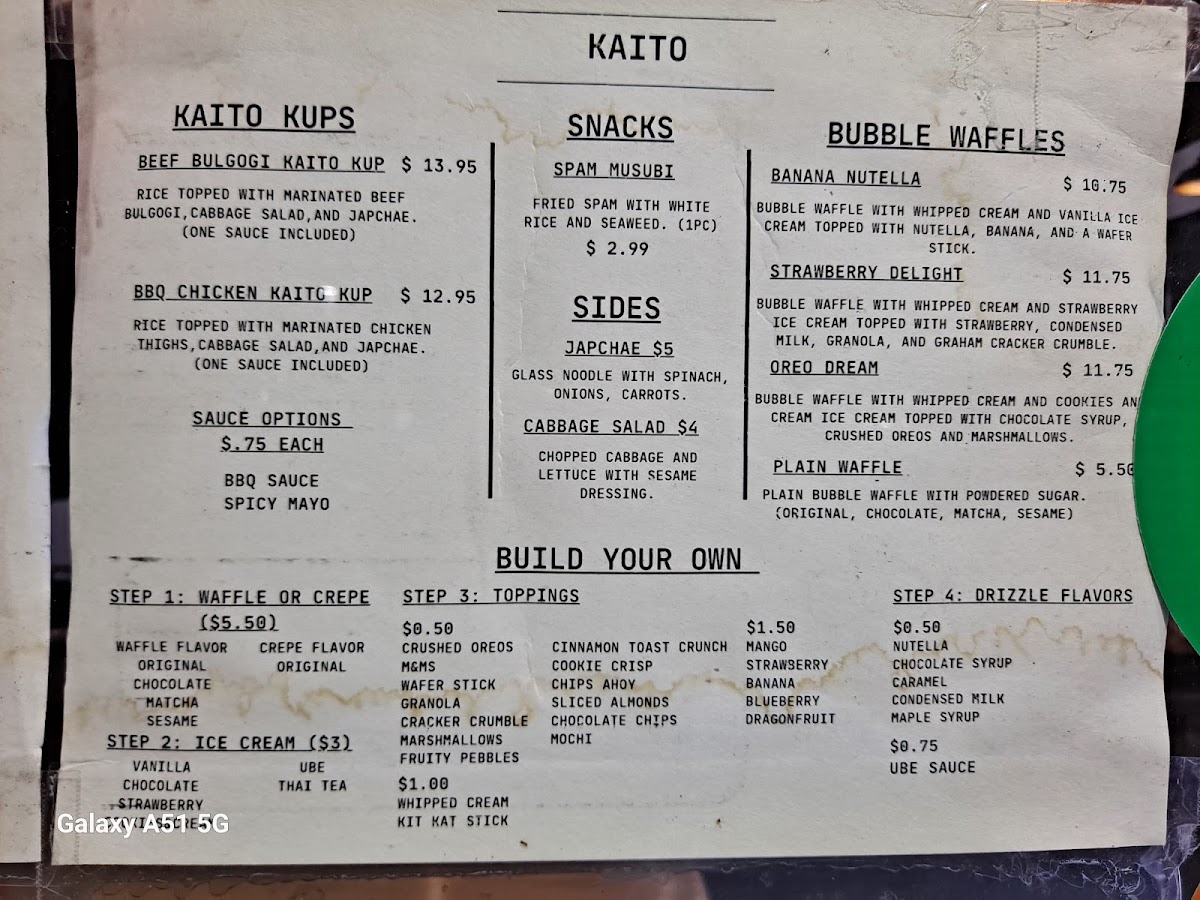 KAITO
KAITO KUPS
BEEF BULGOGI KAITO KUP $ 13.95
RICE TOPPED WITH MARINATED BEEF
BULGOGI,CABBAGE SALAD,AND JAPCHAE.
(ONE SAUCE INCLUDED)
BBQ CHICKEN KAITO KUP $ 12.95
RICE TOPPED WITH MARINATED CHICKEN
THIGHS,CABBAGE SALAD,AND JAPCHAE.
(ONE SAUCE INCLUDED)
SAUCE OPTIONS
$.75 EACH
BBQ SAUCE
SPICY MAYO
SNACKS
SPAM MUSUBI
FRIED SPAM WITH WHITE
RICE AND SEAWEED. (1PC)
$ 2.99
SIDES
JAPCHAE $5
GLASS NOODLE WITH SPINACH,
ONIONS, CARROTS.
CABBAGE SALAD $4
CHOPPED CABBAGE AND
LETTUCE WITH SESAME
DRESSING.
BUBBLE WAFFLES
BANANA NUTELLA $ 10.75
BUBBLE WAFFLE WITH WHIPPED CREAM AND VANILLA ICE
CREAM TOPPED WITH NUTELLA, BANANA, AND A WAFER
STICK.
STRAWBERRY DELIGHT $ 11.75
BUBBLE WAFFLE WITH WHIPPED CREAM AND STRAWBERRY
ICE CREAM TOPPED WITH STRAWBERRY, CONDENSED
MILK, GRANOLA, AND GRAHAM CRACKER CRUMBLE.
OREO DREAM $ 11.75
BUBBLE WAFFLE WITH WHIPPED CREAM AND COOKIES AN
CREAM ICE CREAM TOPPED WITH CHOCOLATE SYRUP,
CRUSHED OREOS AND MARSHMALLOWS.
PLAIN WAFFLE $ 5.50
PLAIN BUBBLE WAFFLE WITH POWDERED SUGAR.
(ORIGINAL, CHOCOLATE, MATCHA, SESAME)
BUILD YOUR OWN
STEP 1: WAFFLE OR CREPE
($5.50)
WAFFLE FLAVOR CREPE FLAVOR
ORIGINAL ORIGINAL
CHOCOLATE
MATCHA
SESAME
STEP 2: ICE CREAM ($3)
VANILLA UBE
CHOCOLATE THAI TEA
STRAWBERRY
STEP 3: TOPPINGS
$0.50
CRUSHED OREOS CINNAMON TOAST CRUNCH
M&MS COOKIE CRISP
WAFER STICK CHIPS AHOY
GRANOLA SLICED ALMONDS
CRACKER CRUMBLE CHOCOLATE CHIPS
MARSHMALLOWS MOCHI
FRUITY PEBBLES
$1.00
WHIPPED CREAM
KIT KAT STICK
$1.50
MANGO
STRAWBERRY
BANANA
BLUEBERRY
DRAGONFRUIT
STEP 4: DRIZZLE FLAVORS
$0.50
NUTELLA
CHOCOLATE SYRUP
CARAMEL
CONDENSED MILK
MAPLE SYRUP
$0.75
UBE SAUCE
Galaxy A51 5G